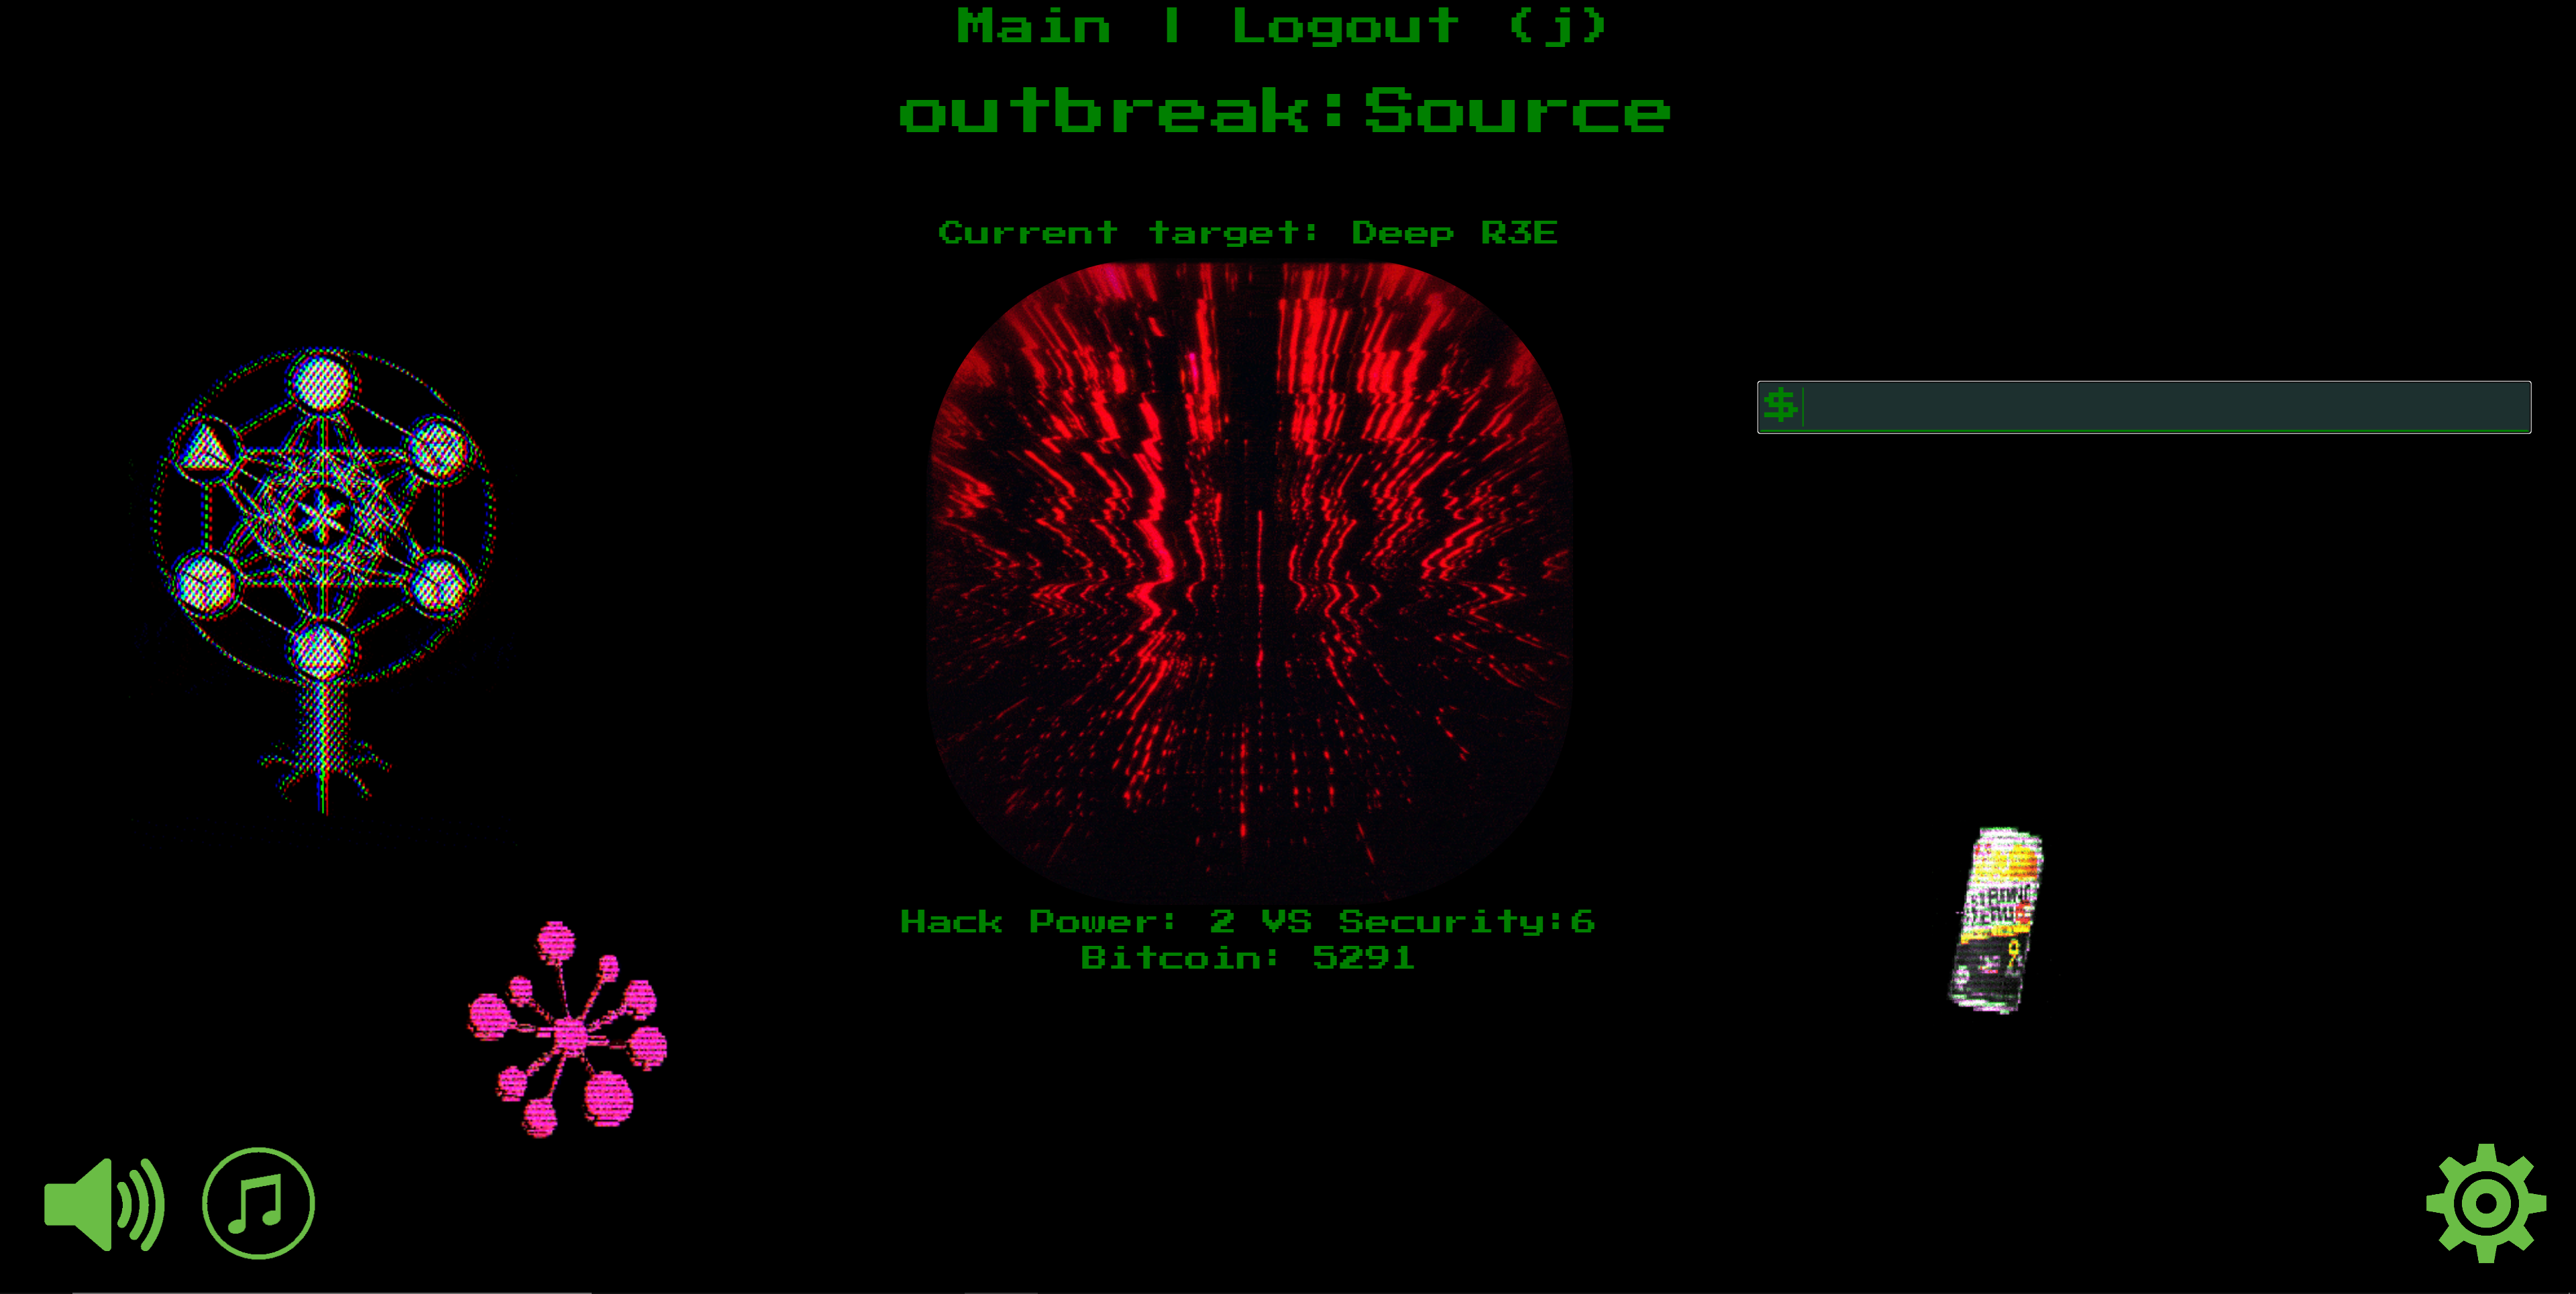 Main | Logout (j)
outbreak:Source
Current target: Deep R3E
$
Hack Power: 2 VS Security:6
Bitcoin: 5291